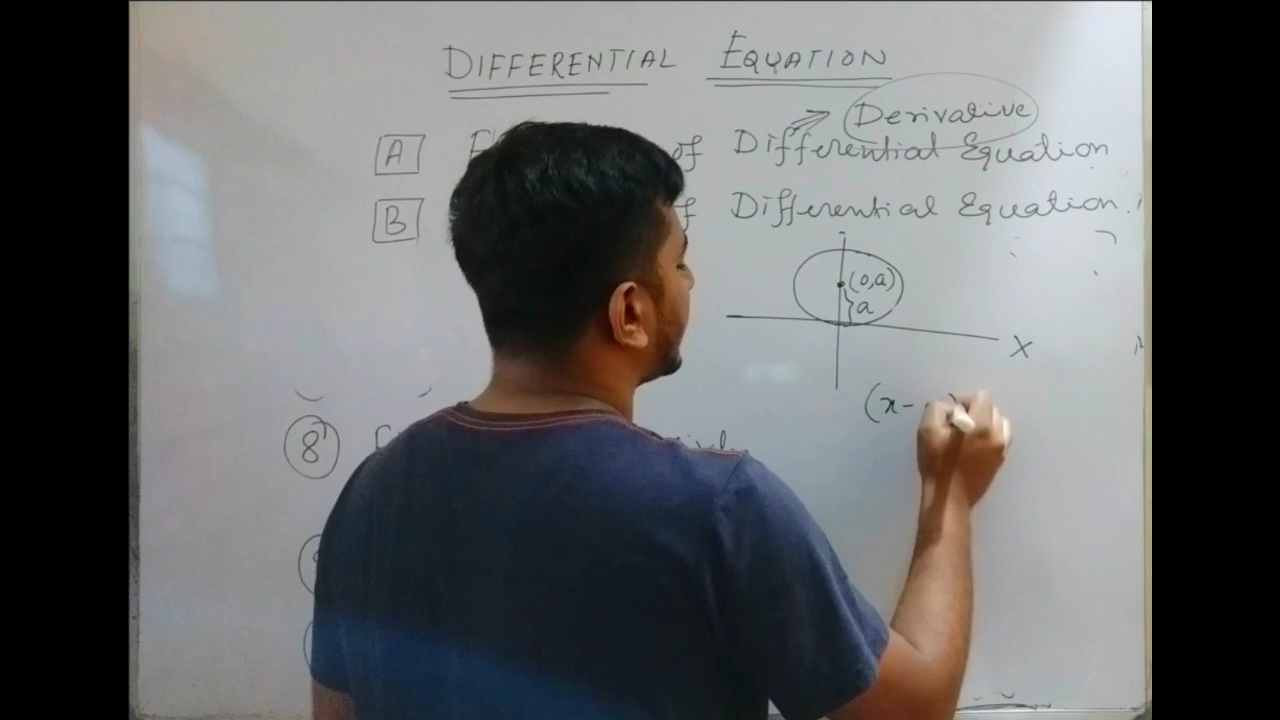 DIFFERENTIAL EQUATION
Derivative
A of Differential Equation
B of Differential Equation.
(0,a)
a
X
(x-
8